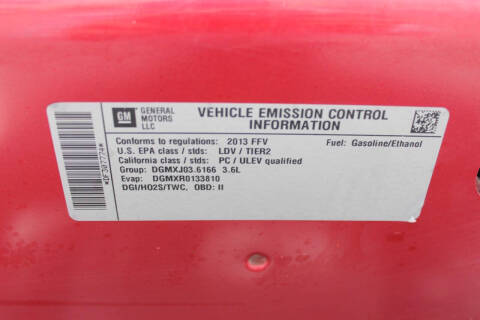 GM
GENERAL
MOTORS
LLC
VEHICLE EMISSION CONTROL
INFORMATION
Conforms to regulations: 2013 FFV
Fuel: Gasoline/Ethanol
U.S. EPA class / stds: LDV / TIER2
California class / stds: PC / ULEV qualified
Group: DGMXJ03.6166 3.6L
Evap: DGMXR0133810
DGI/HO2S/TWC, OBD: II
*DF307774*